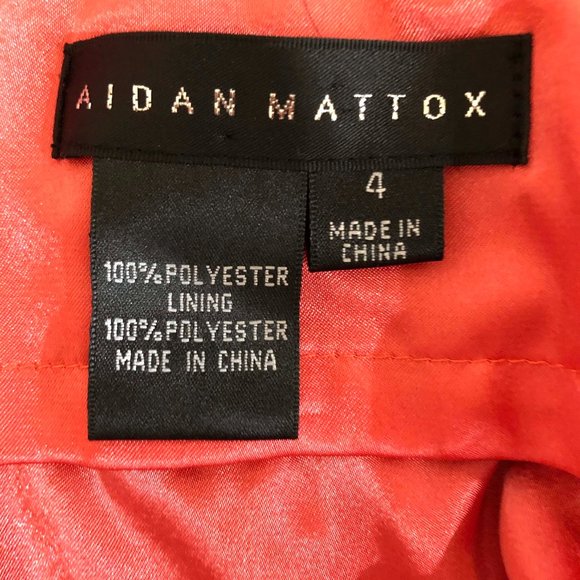 AIDAN MATTOX
4
MADE IN
CHINA
100%POLYESTER
LINING
100%POLYESTER
MADE IN CHINA